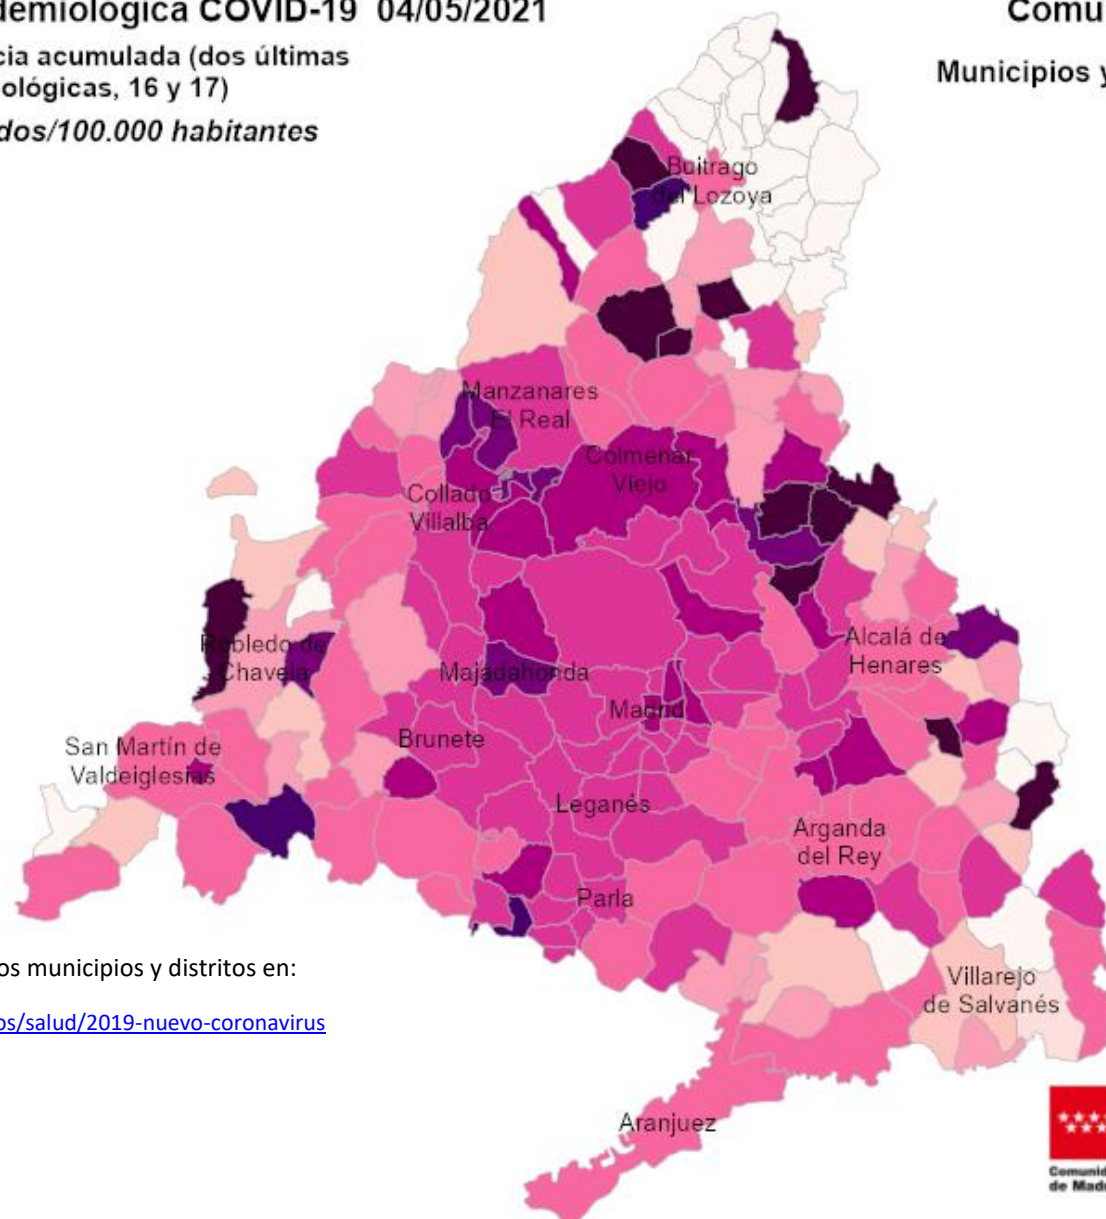 demiológica COVID-19 04/05/2021
Comu
cia acumulada (dos últimas
ológicas, 16 y 17)
Municipios y
dos/100.000 habitantes
Buitrago
del Lozoya
Manzanares
El Real
Colmenar
Viejo
Collado
Villalba
Robledo de
Chavela
Majadahonda
Alcalá de
Henares
Madrid
Brunete
San Martín de
Valdeiglesias
Leganés
Arganda
del Rey
Parla
os municipios y distritos en:
Villarejo
de Salvanés
os/salud/2019-nuevo-coronavirus
Aranjuez
Comunid
de Madr